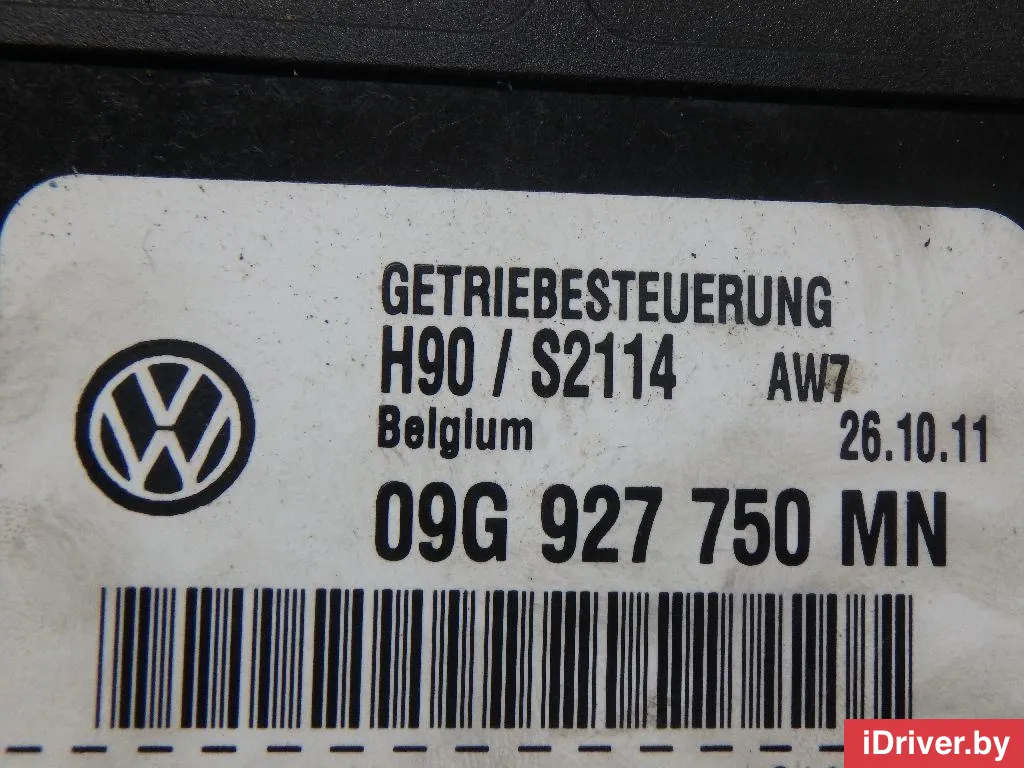 GETRIEBESTEUERUNG
H90 / S2114 AW7
Belgium 26.10.11
09G 927 750 MN
iDriver.by